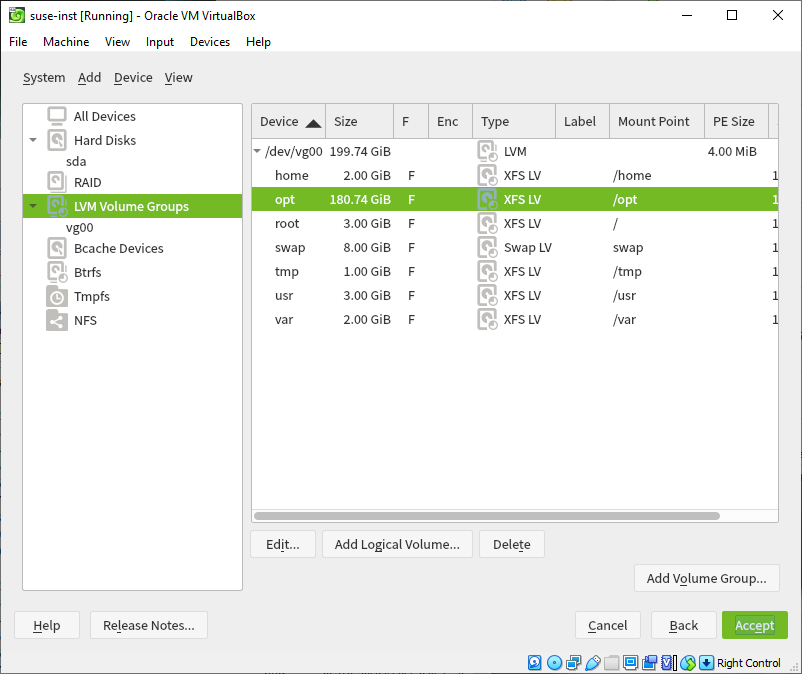 suse-inst [Running] - Oracle VM VirtualBox
File Machine View Input Devices Help
System Add Device View
All Devices
Hard Disks
sda
RAID
LVM Volume Groups
vg00
Bcache Devices
Btrfs
Tmpfs
NFS
Device Size F Enc Type Label Mount Point PE Size
/dev/vg00 199.74 GiB LVM 4.00 MiB
home 2.00 GiB F XFS LV /home 1
opt 180.74 GiB F XFS LV /opt 1
root 3.00 GiB F XFS LV / 1
swap 8.00 GiB F Swap LV swap 1
tmp 1.00 GiB F XFS LV /tmp 1
usr 3.00 GiB F XFS LV /usr 1
var 2.00 GiB F XFS LV /var 1
Edit... Add Logical Volume... Delete
Add Volume Group...
Help Release Notes... Cancel Back Accept
Right Control